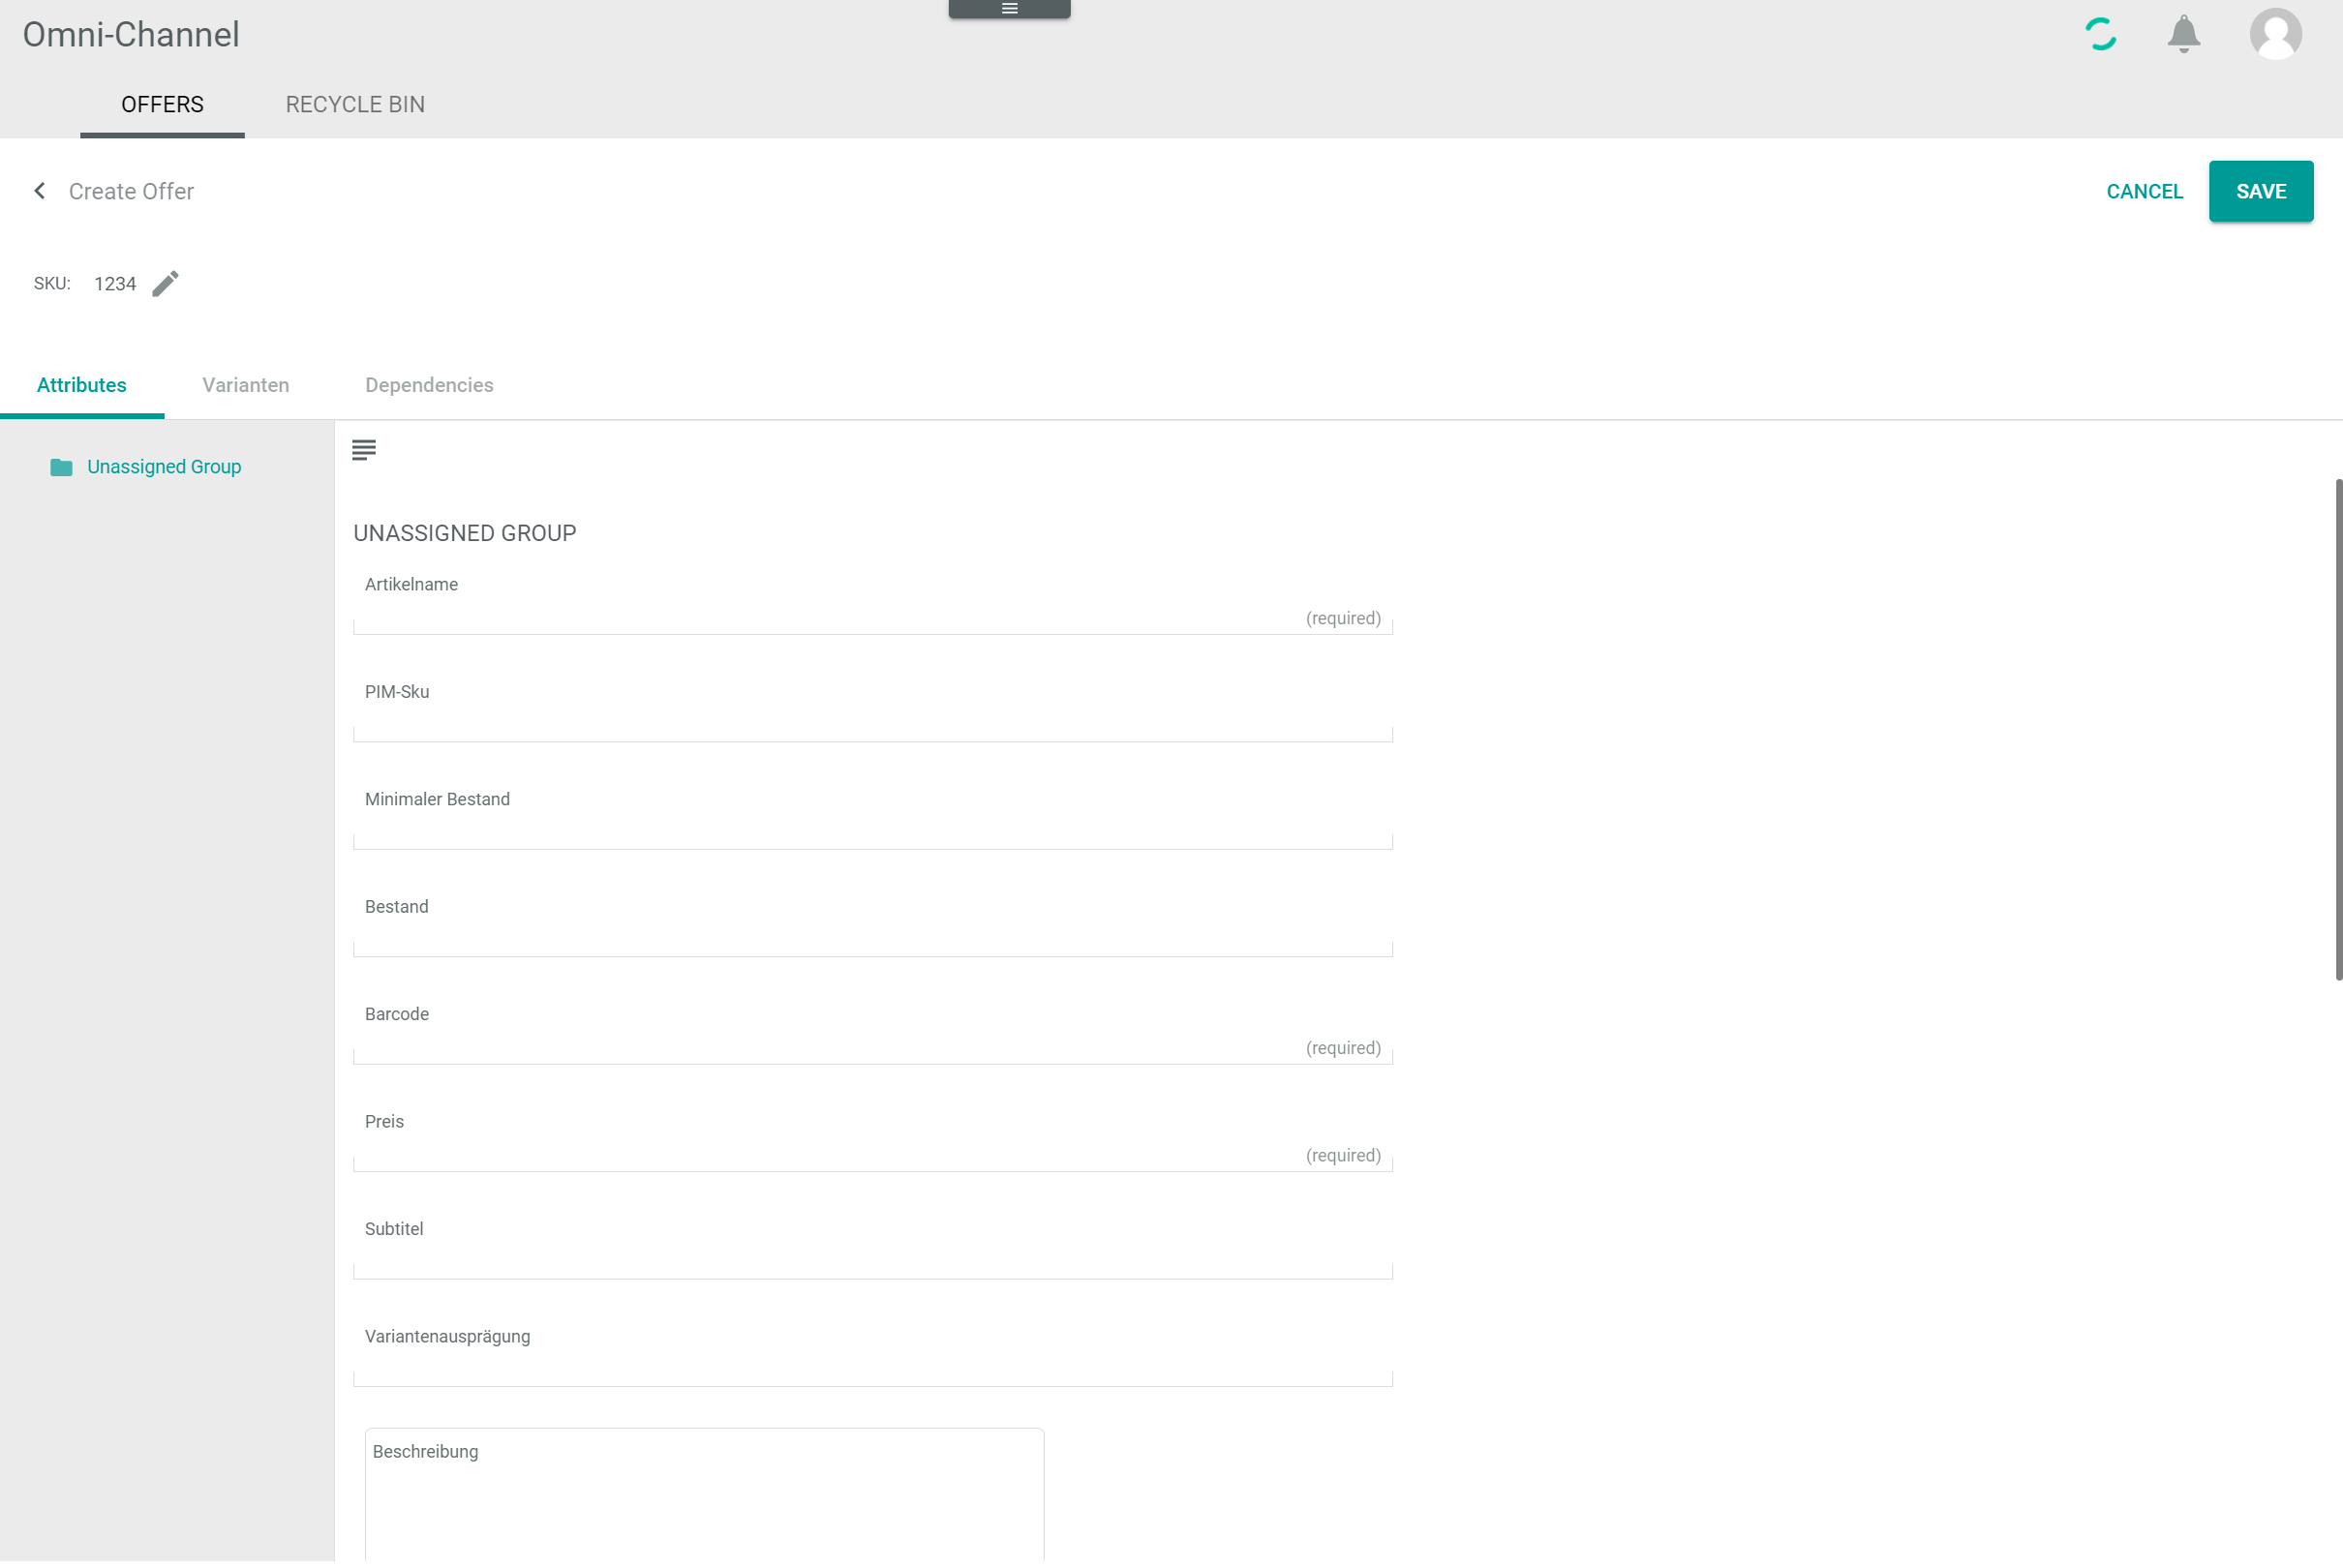 Omni-Channel
OFFERS RECYCLE BIN
Create Offer CANCEL SAVE
SKU: 1234
Attributes Varianten Dependencies
Unassigned Group
UNASSIGNED GROUP
Artikelname
(required)
PIM-Sku
Minimaler Bestand
Bestand
Barcode
(required)
Preis
(required)
Subtitel
Variantenausprägung
Beschreibung